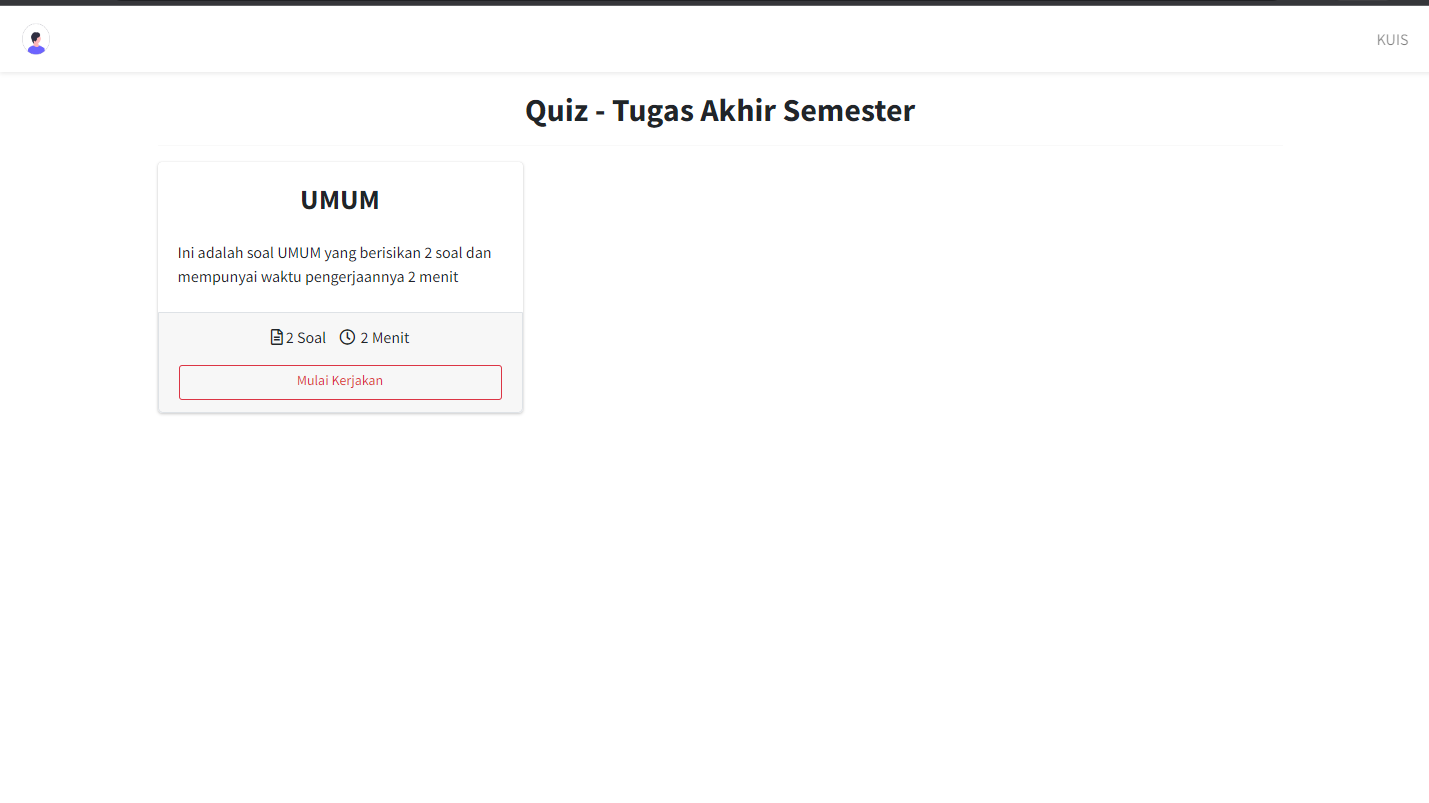 KUIS
Quiz - Tugas Akhir Semester
UMUM
Ini adalah soal UMUM yang berisikan 2 soal dan
mempunyai waktu pengerjaannya 2 menit
2 Soal 2 Menit
Mulai Kerjakan